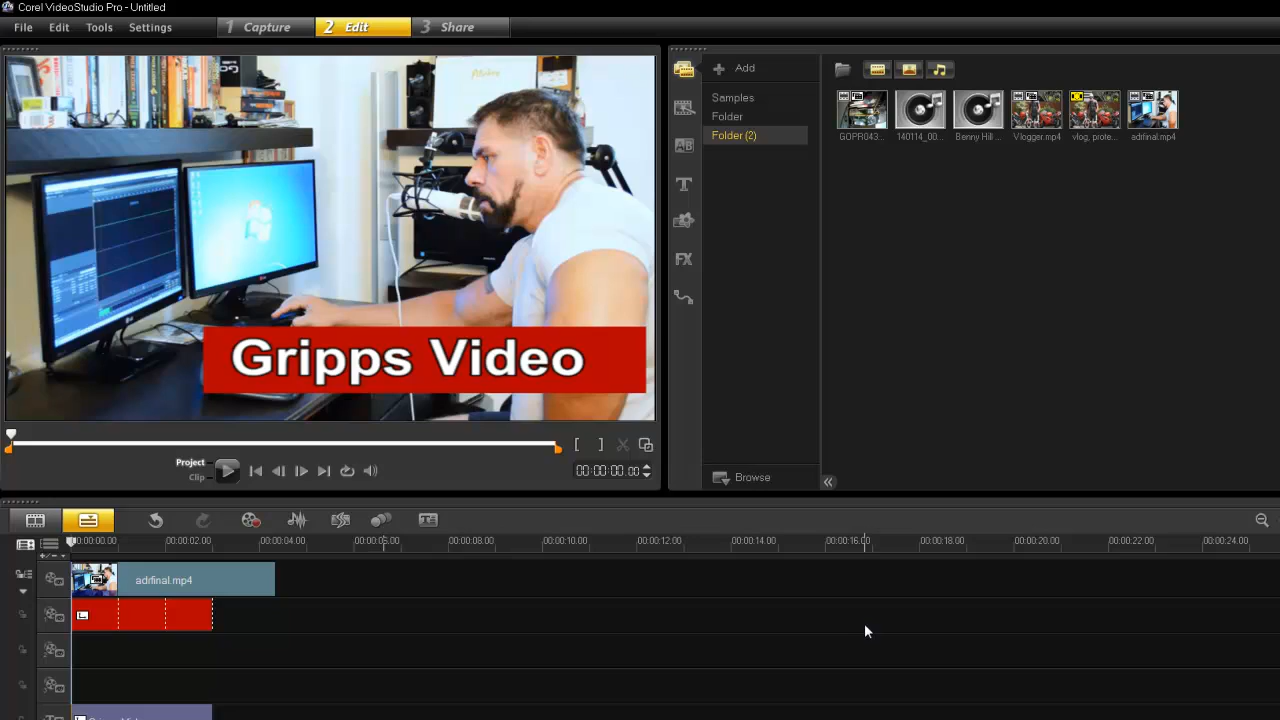 Corel VideoStudio Pro - Untitled
File Edit Tools Settings 1 Capture 2 Edit 3 Share
Gripps Video
Project
Clip
00:00:00.00
Add
Samples
Folder
Folder (2)
Browse
GOPR043... 140114_00... Benny Hill ... Vlogger.mp4 vlog, prote... adrfinal.mp4
00:00:00.00 00:00:02.00 00:00:04.00 00:00:06.00 00:00:08.00 00:00:10.00 00:00:12.00 00:00:14.00 00:00:16.00 00:00:18.00 00:00:20.00 00:00:22.00 00:00:24.00
adrfinal.mp4